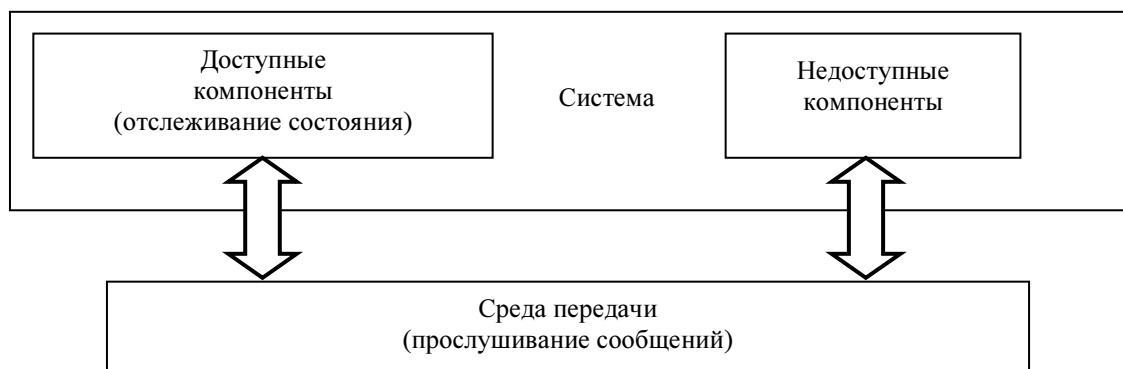 Доступные
компоненты
(отслеживание состояния)
Система
Недоступные
компоненты
Среда передачи
(прослушивание сообщений)